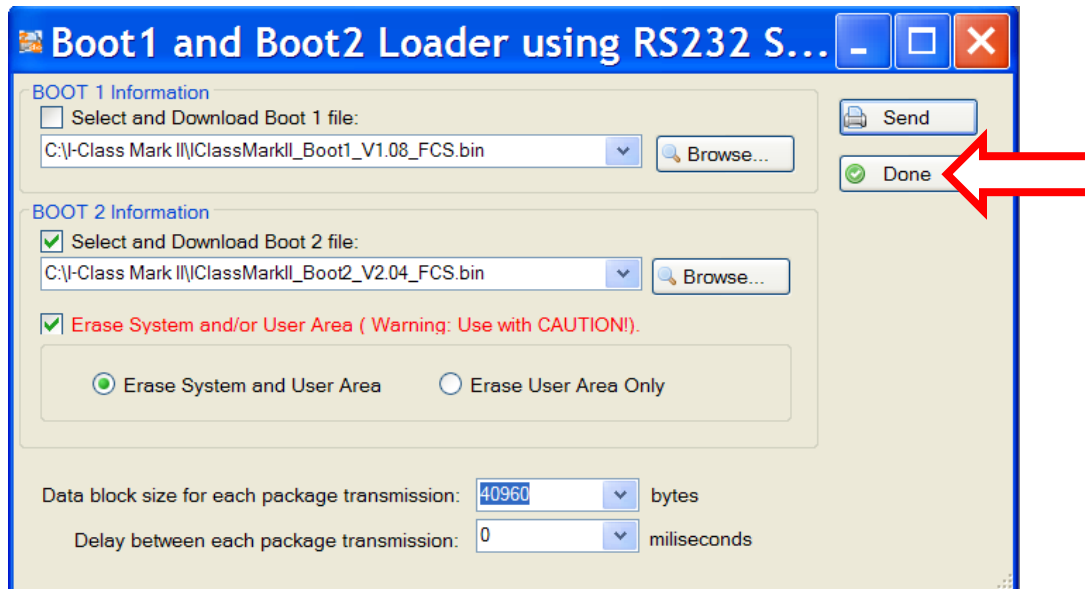 Boot1 and Boot2 Loader using RS232 S...
BOOT 1 Information
Select and Download Boot 1 file:
C:\I-Class Mark II\IClassMarkII_Boot1_V1.08_FCS.bin
Browse...
Send
Done
BOOT 2 Information
Select and Download Boot 2 file:
C:\I-Class Mark II\IClassMarkII_Boot2_V2.04_FCS.bin
Browse...
Erase System and/or User Area ( Warning: Use with CAUTION!).
Erase System and User Area
Erase User Area Only
Data block size for each package transmission: 40960 bytes
Delay between each package transmission: 0 miliseconds